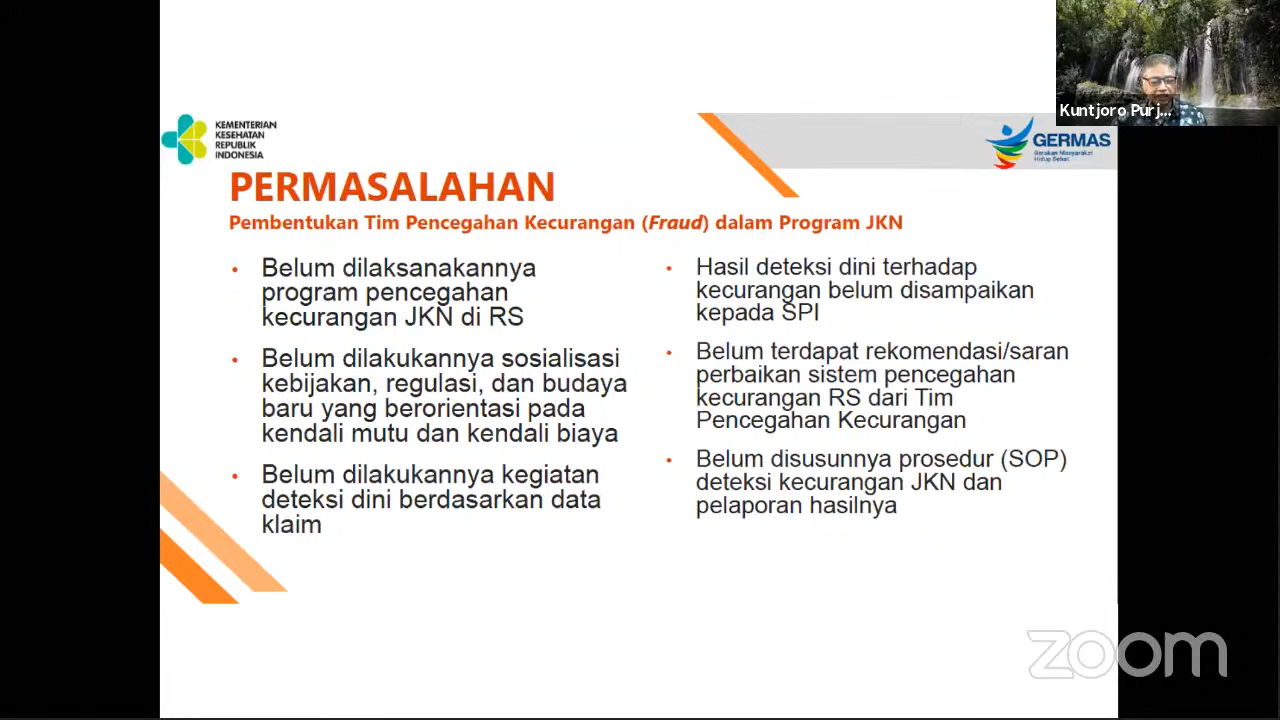 Kuntjoro Purj...
KEMENTERIAN
KESEHATAN
REPUBLIK
INDONESIA
GERMAS
Gerakan Masyarakat
Hidup Sehat
PERMASALAHAN
Pembentukan Tim Pencegahan Kecurangan (Fraud) dalam Program JKN
• Belum dilaksanakannya
program pencegahan
kecurangan JKN di RS
• Belum dilakukannya sosialisasi
kebijakan, regulasi, dan budaya
baru yang berorientasi pada
kendali mutu dan kendali biaya
• Belum dilakukannya kegiatan
deteksi dini berdasarkan data
klaim
• Hasil deteksi dini terhadap
kecurangan belum disampaikan
kepada SPI
• Belum terdapat rekomendasi/saran
perbaikan sistem pencegahan
kecurangan RS dari Tim
Pencegahan Kecurangan
• Belum disusunnya prosedur (SOP)
deteksi kecurangan JKN dan
pelaporan hasilnya
zoom